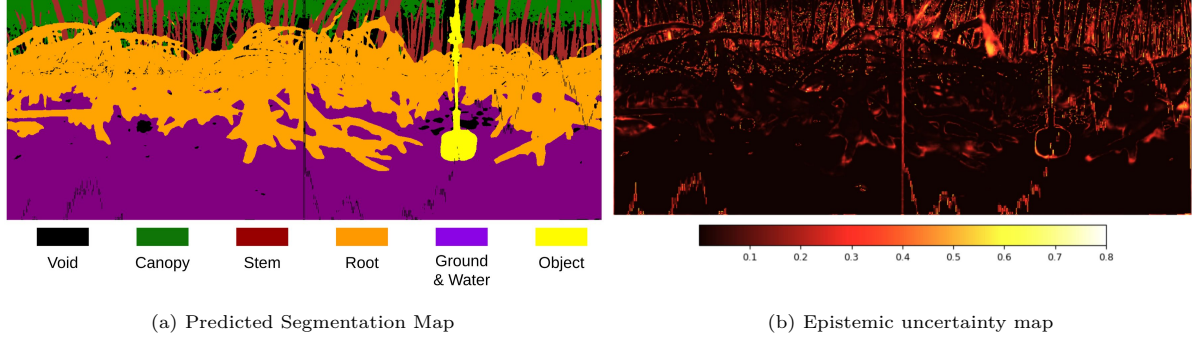 Void
Canopy
Stem
Root
Ground
& Water
Object
0.1 0.2 0.3 0.4 0.5 0.6 0.7 0.8
(a) Predicted Segmentation Map
(b) Epistemic uncertainty map